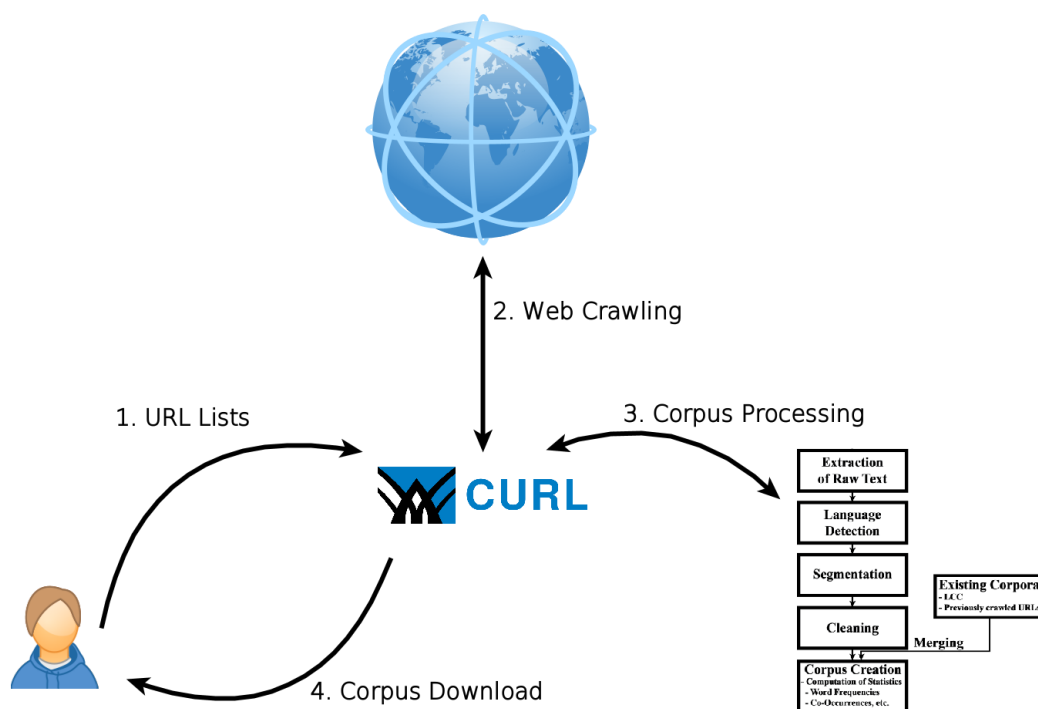 2. Web Crawling
1. URL Lists
3. Corpus Processing
CURL
Extraction
of Raw Text
Language
Detection
Segmentation
Existing Corpora
- LCC
- Previously crawled URLs
Cleaning
Merging
Corpus Creation
- Computation of Statistics
- Word Frequencies
- Co-Occurrences, etc.
4. Corpus Download